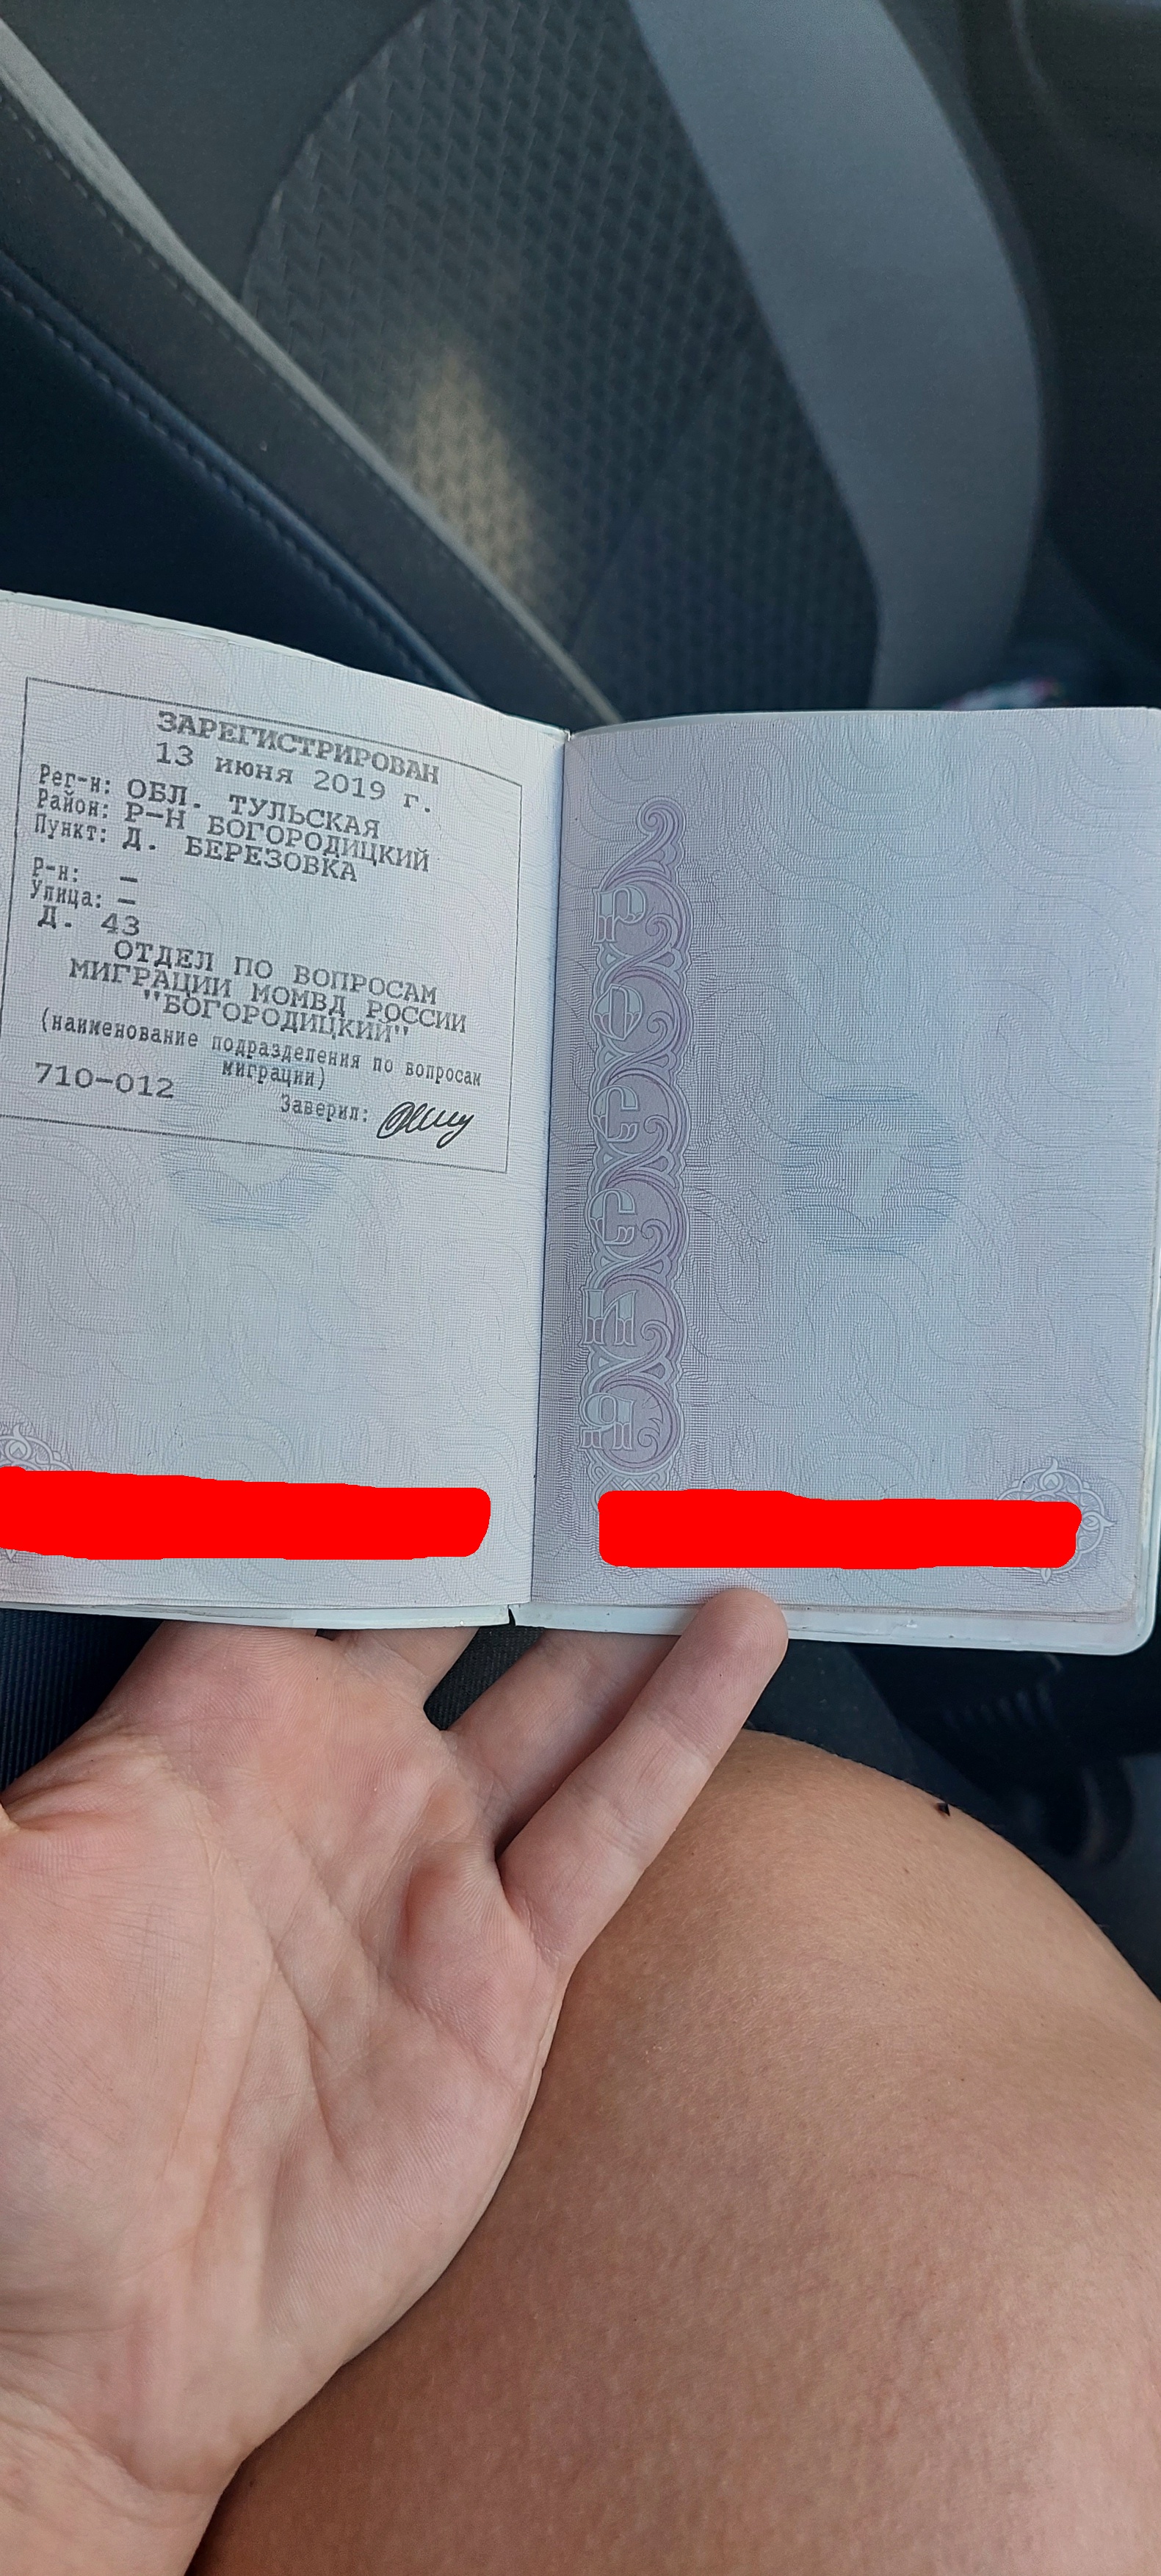 ЗАРЕГИСТРИРОВАН
13 июня 2019 г.
Рег-н: ОБЛ. ТУЛЬСКАЯ
Район: Р-Н БОГОРОДИЦКИЙ
Пункт: Д. БЕРЕЗОВКА
Р-н: –
Улица: –
Д. 43
ОТДЕЛ ПО ВОПРОСАМ
МИГРАЦИИ МОМВД РОССИИ
"БОГОРОДИЦКИЙ"
(наименование подразделения по вопросам
миграции)
710-012
Заверил:
РОССИЯ